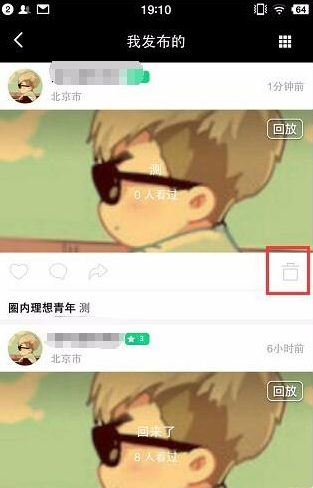 2 19:10 64
我发布的
1分钟前
北京市
回放
测
0 人看过
圈内理想青年 测
3
6小时前
北京市
回放
回来了
8 人看过